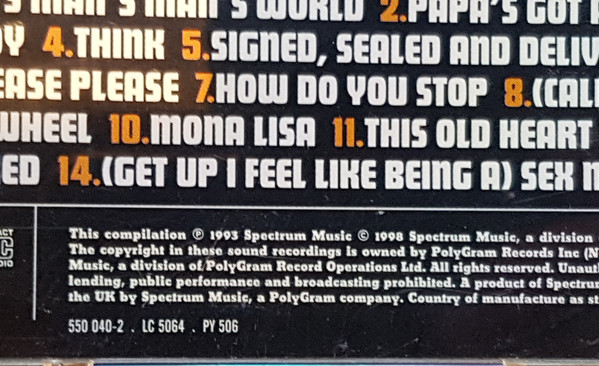 S MAN'S MAN'S WORLD 2.PAPA'S GOT
Y 4.THINK 5.SIGNED, SEALED AND DELIV
EASE PLEASE 7.HOW DO YOU STOP 8.(CALL
WHEEL 10.MONA LISA 11.THIS OLD HEART
ED 14.(GET UP I FEEL LIKE BEING A) SEX M
This compilation ℗ 1993 Spectrum Music © 1998 Spectrum Music, a division
The copyright in these sound recordings is owned by PolyGram Records Inc (N
Music, a division of PolyGram Record Operations Ltd. All rights reserved. Unaut
lending, public performance and broadcasting prohibited. A product of Spectru
the UK by Spectrum Music, a PolyGram company. Country of manufacture as st
550 040-2 . LC 5064 . PY 506